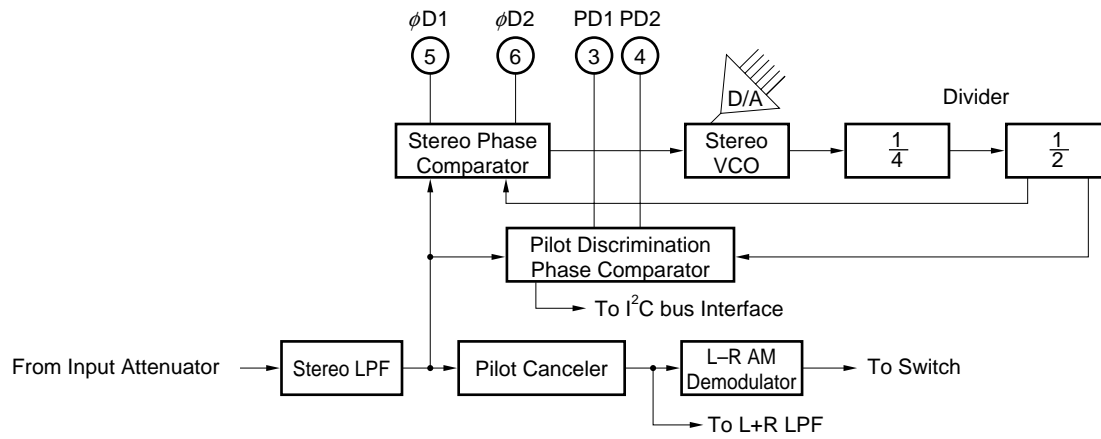 ϕD1 ϕD2 PD1 PD2
5 6 3 4
D/A
Divider
Stereo Phase
Comparator
Stereo
VCO
1
4
1
2
Pilot Discrimination
Phase Comparator
To I²C bus Interface
From Input Attenuator
Stereo LPF
Pilot Canceler
L–R AM
Demodulator
To Switch
To L+R LPF